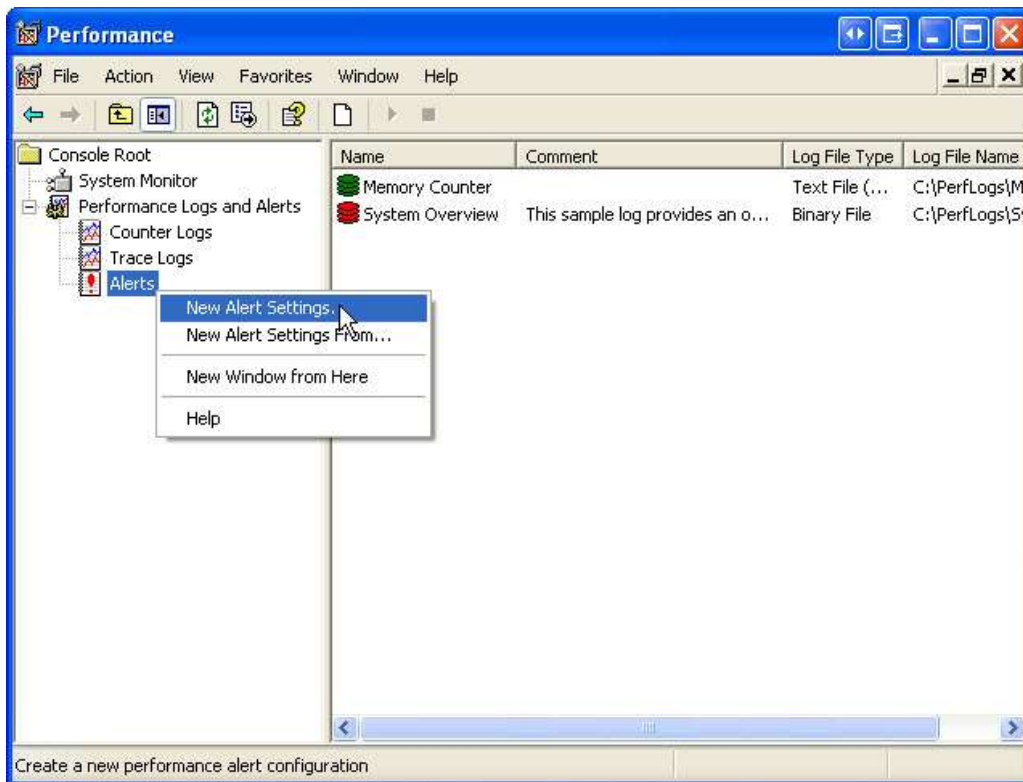 Performance
File Action View Favorites Window Help
Console Root
System Monitor
Performance Logs and Alerts
Counter Logs
Trace Logs
Alerts
Name Comment Log File Type Log File Name
Memory Counter Text File (... C:\PerfLogs\M
System Overview This sample log provides an o... Binary File C:\PerfLogs\S
New Alert Settings.
New Alert Settings From...
New Window from Here
Help
Create a new performance alert configuration